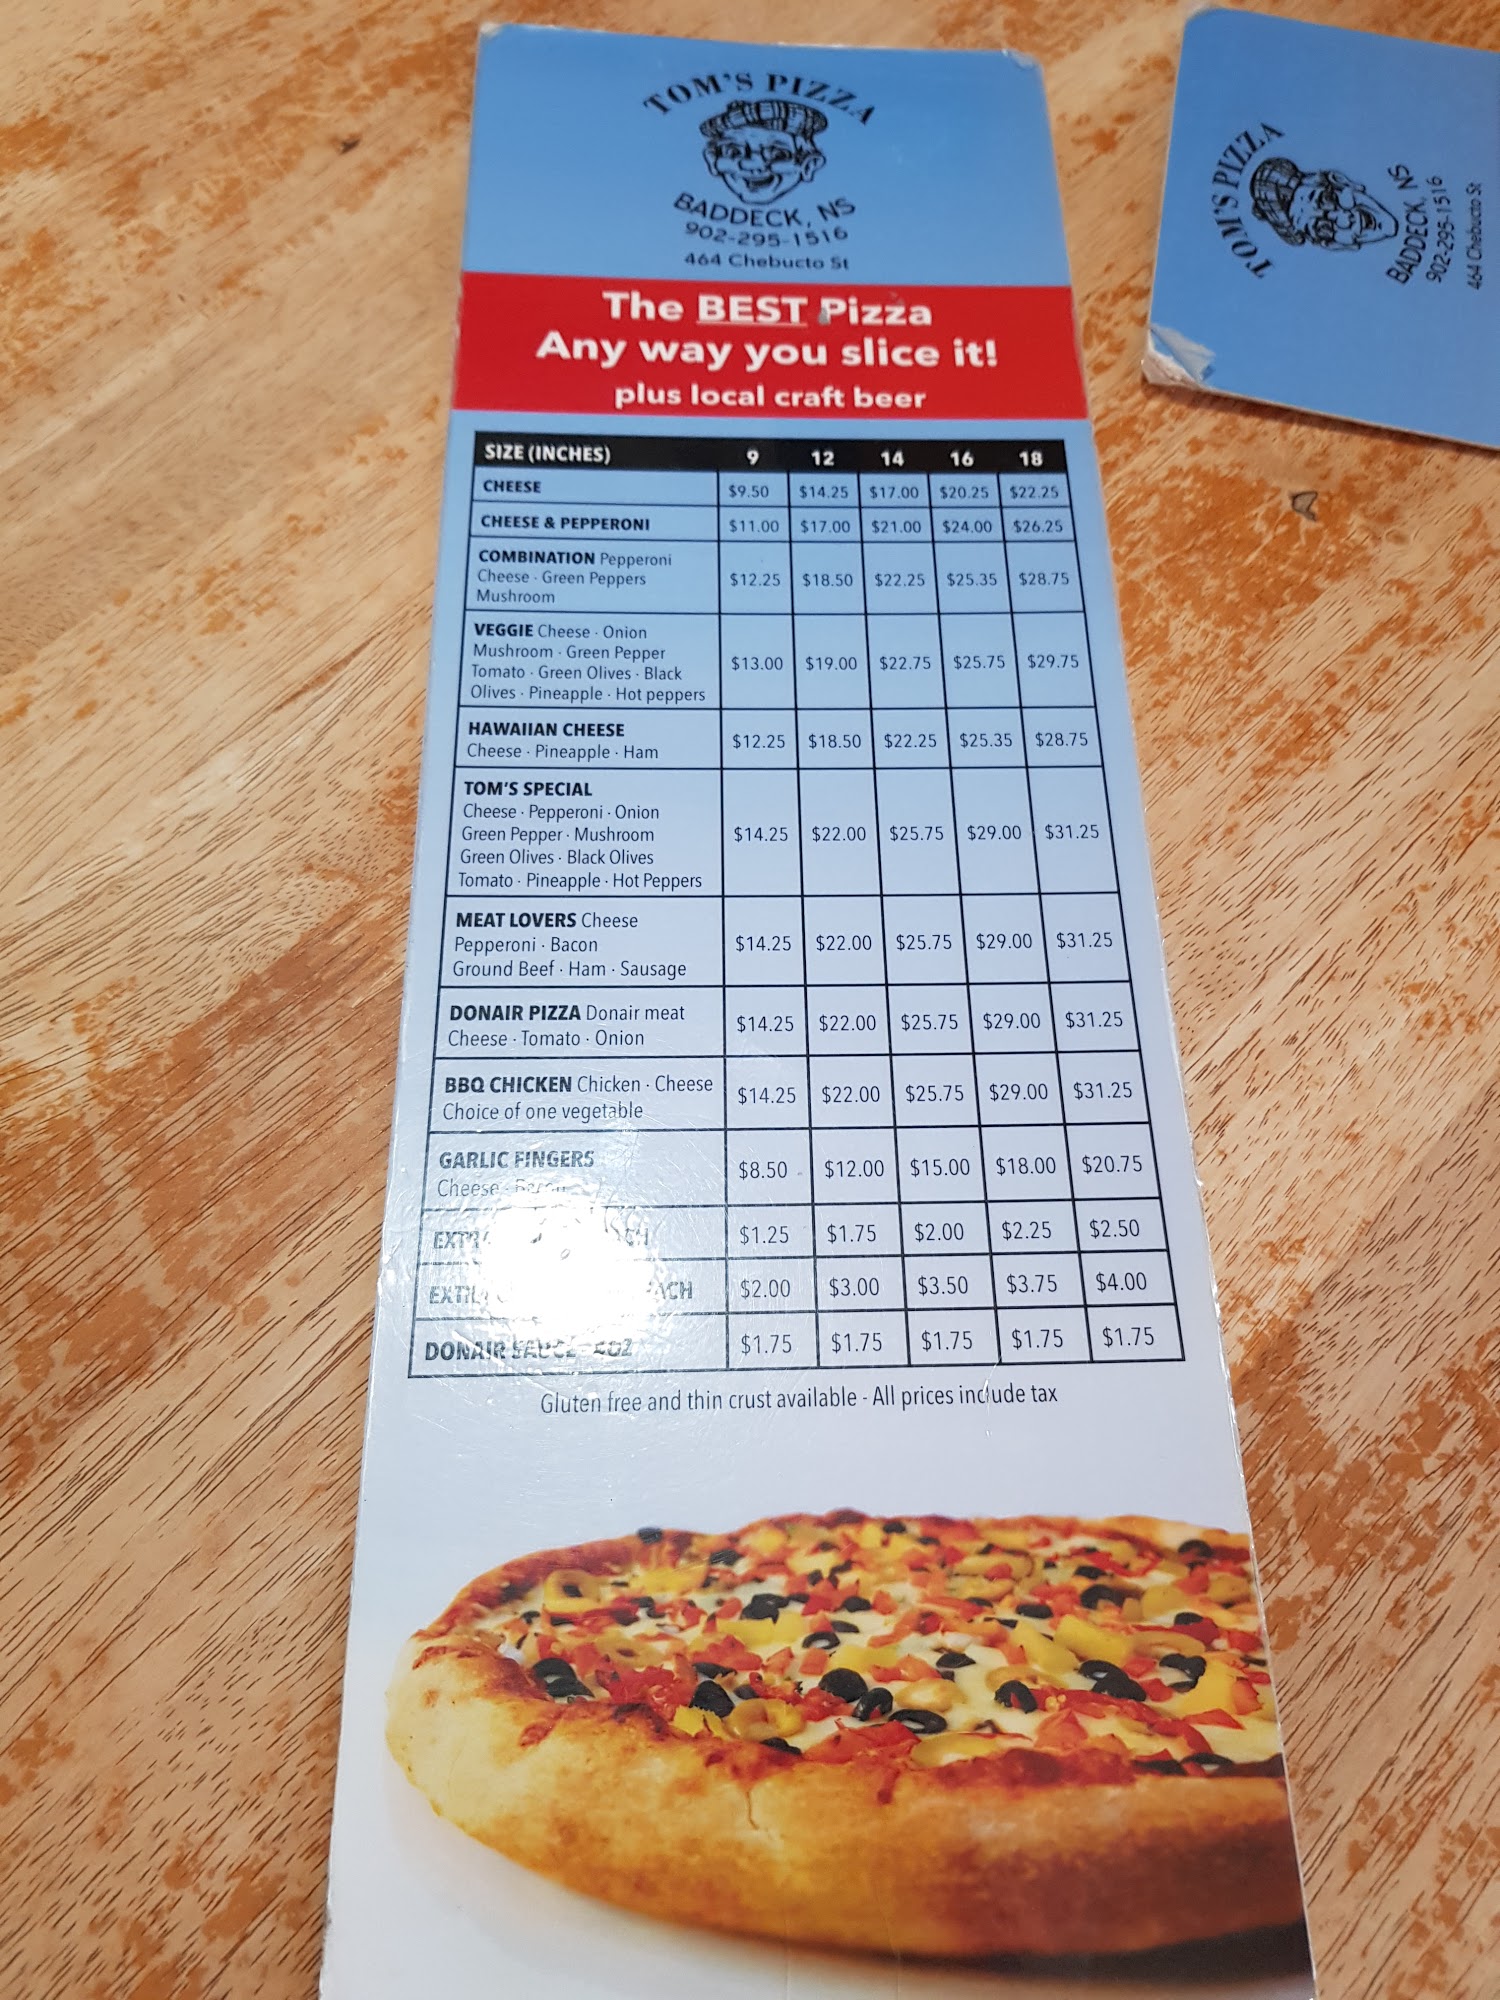 TOM'S PIZZA
BADDECK, NS
902-295-1516
464 Chebucto St
The BEST Pizza
Any way you slice it!
plus local craft beer
SIZE (INCHES) 9 12 14 16 18
CHEESE $9.50 $14.25 $17.00 $20.25 $22.25
CHEESE & PEPPERONI $11.00 $17.00 $21.00 $24.00 $26.25
COMBINATION Pepperoni
Cheese · Green Peppers
Mushroom
$12.25 $18.50 $22.25 $25.35 $28.75
VEGGIE Cheese · Onion
Mushroom · Green Pepper
Tomato · Green Olives · Black
Olives · Pineapple · Hot peppers
$13.00 $19.00 $22.75 $25.75 $29.75
HAWAIIAN CHEESE
Cheese · Pineapple · Ham
$12.25 $18.50 $22.25 $25.35 $28.75
TOM'S SPECIAL
Cheese · Pepperoni · Onion
Green Pepper · Mushroom
Green Olives · Black Olives
Tomato · Pineapple · Hot Peppers
$14.25 $22.00 $25.75 $29.00 $31.25
MEAT LOVERS Cheese
Pepperoni · Bacon
Ground Beef · Ham · Sausage
$14.25 $22.00 $25.75 $29.00 $31.25
DONAIR PIZZA Donair meat
Cheese · Tomato · Onion
$14.25 $22.00 $25.75 $29.00 $31.25
BBQ CHICKEN Chicken · Cheese
Choice of one vegetable
$14.25 $22.00 $25.75 $29.00 $31.25
GARLIC FINGERS
Cheese · Bacon
$8.50 $12.00 $15.00 $18.00 $20.75
$1.25 $1.75 $2.00 $2.25 $2.50
$2.00 $3.00 $3.50 $3.75 $4.00
DONAIR SAUCE $1.75 $1.75 $1.75 $1.75 $1.75
Gluten free and thin crust available - All prices include tax
TOM'S PIZZA
BADDECK, NS
902-295-1516
464 Chebucto St